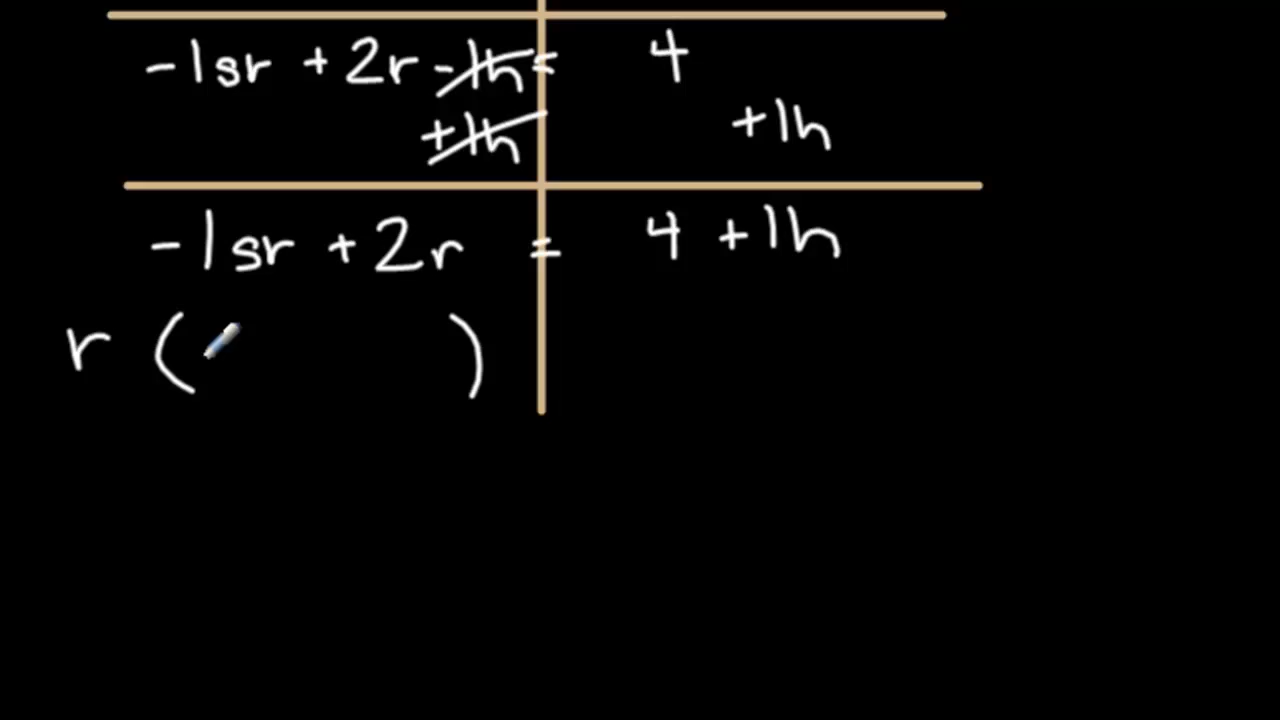 -1sr + 2r -1h = 4
+1h +1h
-1sr + 2r = 4 +1h
r ( )